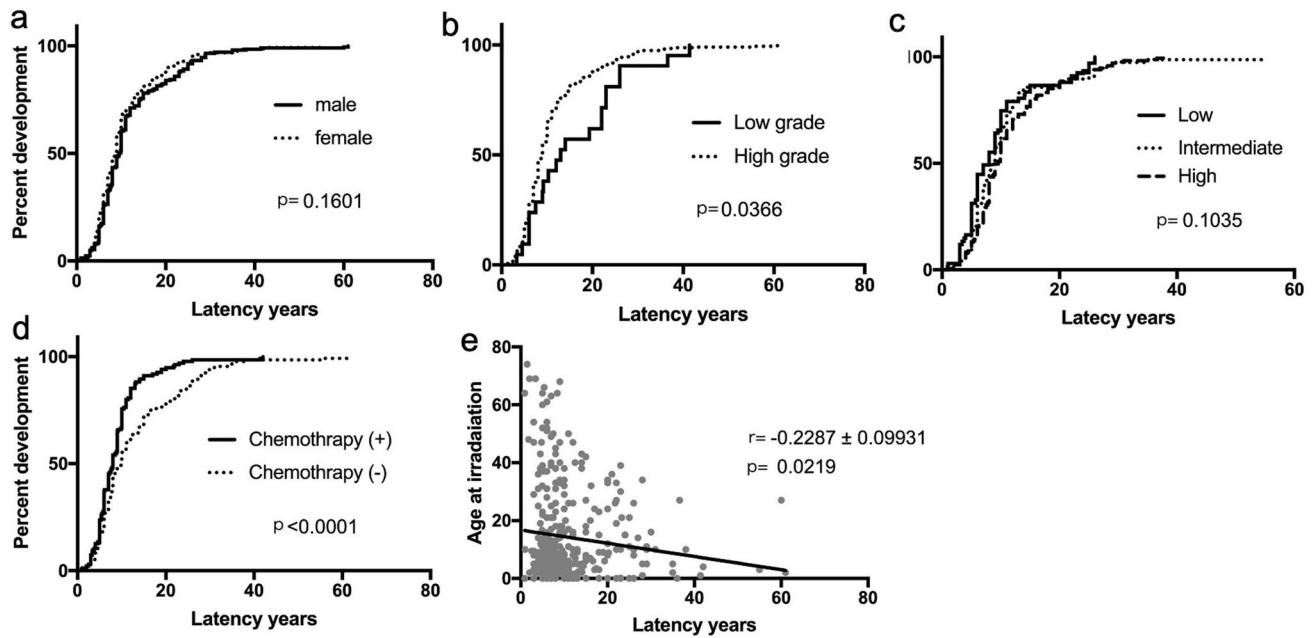 a
100
50
0
Percent development
male
female
p= 0.1601
0 20 40 60 80
Latency years
b
100
50
0
Low grade
High grade
p=0.0366
0 20 40 60 80
Latency years
c
100
50
0
Low
Intermediate
High
p= 0.1035
0 20 40 60
Latecy years
d
100
50
0
Percent development
Chemothrapy (+)
Chemothrapy (-)
p <0.0001
0 20 40 60 80
Latency years
e
80
60
40
20
0
Age at irradaiation
r= -0.2287 ± 0.09931
p= 0.0219
0 20 40 60 80
Latency years